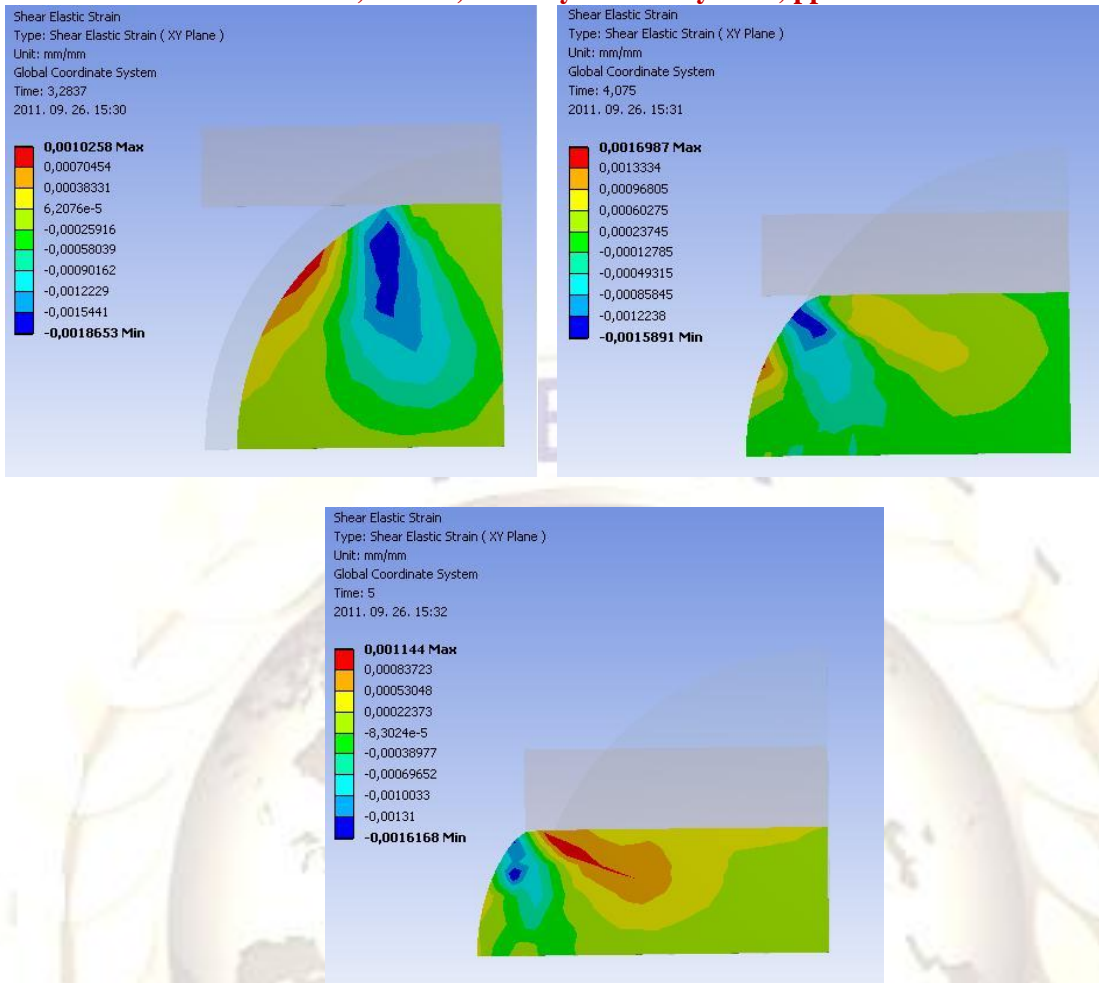 Shear Elastic Strain
Type: Shear Elastic Strain ( XY Plane )
Unit: mm/mm
Global Coordinate System
Time: 3,2837
2011. 09. 26. 15:30
0,0010258 Max
0,00070454
0,00038331
6,2076e-5
-0,00025916
-0,00058039
-0,00090162
-0,0012229
-0,0015441
-0,0018653 Min
Shear Elastic Strain
Type: Shear Elastic Strain ( XY Plane )
Unit: mm/mm
Global Coordinate System
Time: 4,075
2011. 09. 26. 15:31
0,0016987 Max
0,0013334
0,00096805
0,00060275
0,00023745
-0,00012785
-0,00049315
-0,00085845
-0,0012238
-0,0015891 Min
Shear Elastic Strain
Type: Shear Elastic Strain ( XY Plane )
Unit: mm/mm
Global Coordinate System
Time: 5
2011. 09. 26. 15:32
0,001144 Max
0,00083723
0,00053048
0,00022373
-8,3024e-5
-0,00038977
-0,00069652
-0,0010033
-0,00131
-0,0016168 Min